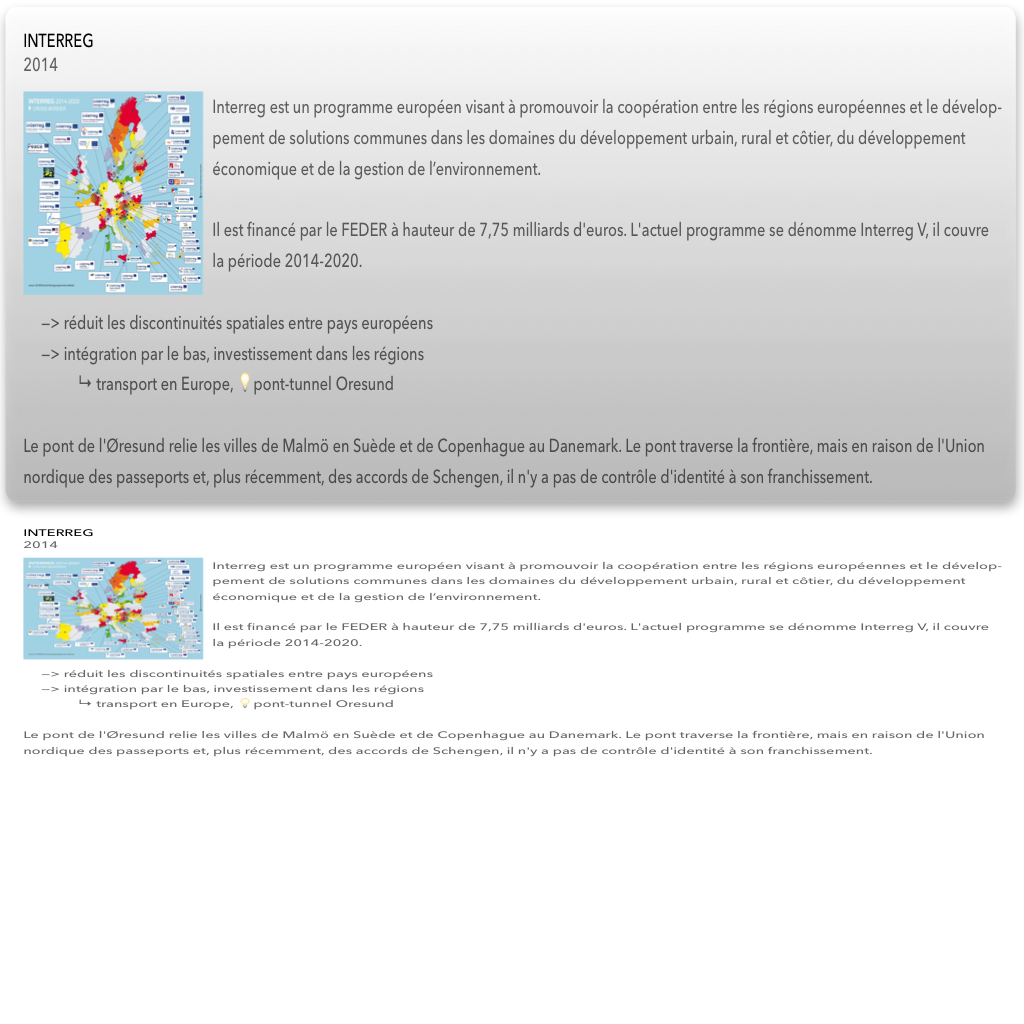 INTERREG
2014
INTERREG 2014-2020
Interreg est un programme européen visant à promouvoir la coopération entre les régions européennes et le dévelop-
pement de solutions communes dans les domaines du développement urbain, rural et côtier, du développement
économique et de la gestion de l’environnement.
Il est financé par le FEDER à hauteur de 7,75 milliards d'euros. L'actuel programme se dénomme Interreg V, il couvre
la période 2014-2020.
–> réduit les discontinuités spatiales entre pays européens
–> intégration par le bas, investissement dans les régions
↳ transport en Europe, 💡pont-tunnel Oresund
Le pont de l'Øresund relie les villes de Malmö en Suède et de Copenhague au Danemark. Le pont traverse la frontière, mais en raison de l'Union
nordique des passeports et, plus récemment, des accords de Schengen, il n'y a pas de contrôle d'identité à son franchissement.
INTERREG
2014
Interreg est un programme européen visant à promouvoir la coopération entre les régions européennes et le dévelop-
pement de solutions communes dans les domaines du développement urbain, rural et côtier, du développement
économique et de la gestion de l’environnement.
Il est financé par le FEDER à hauteur de 7,75 milliards d'euros. L'actuel programme se dénomme Interreg V, il couvre
la période 2014-2020.
–> réduit les discontinuités spatiales entre pays européens
–> intégration par le bas, investissement dans les régions
↳ transport en Europe, 💡pont-tunnel Oresund
Le pont de l'Øresund relie les villes de Malmö en Suède et de Copenhague au Danemark. Le pont traverse la frontière, mais en raison de l'Union
nordique des passeports et, plus récemment, des accords de Schengen, il n'y a pas de contrôle d'identité à son franchissement.